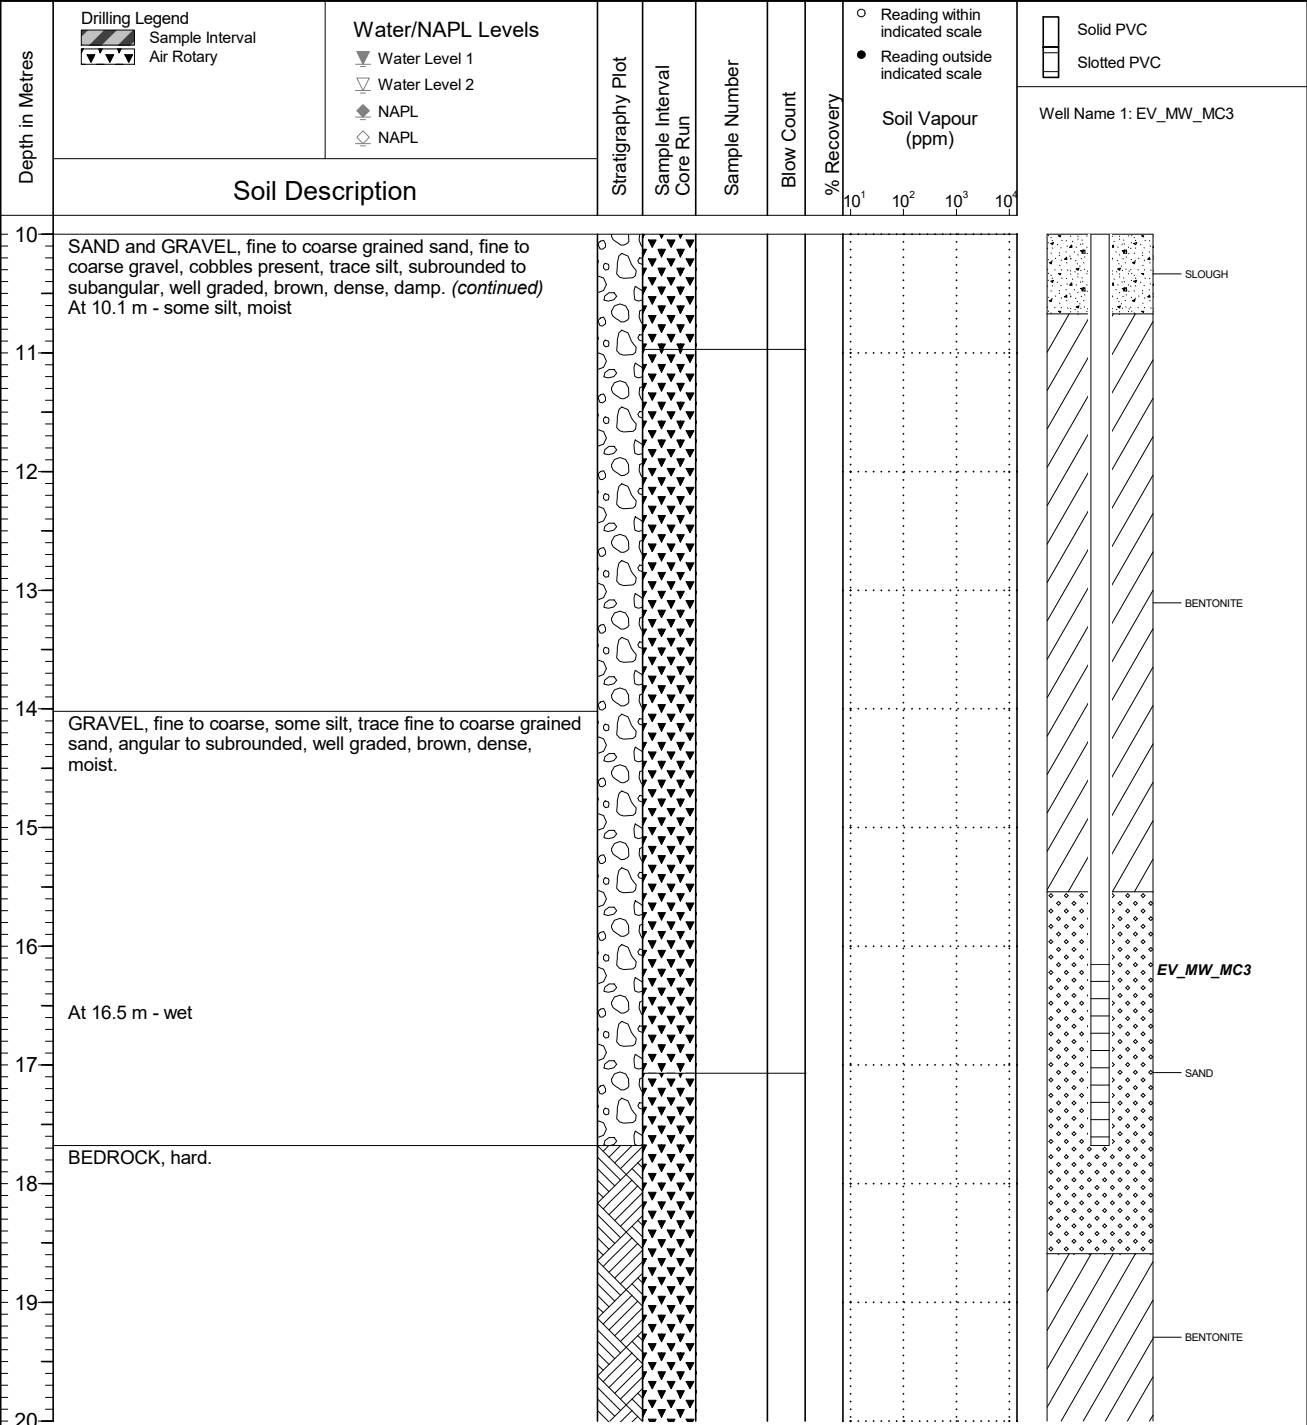 Depth in Metres
Drilling Legend
Sample Interval
Air Rotary
Water/NAPL Levels
Water Level 1
Water Level 2
NAPL
NAPL
Soil Description
Stratigraphy Plot
Sample Interval
Core Run
Sample Number
Blow Count
% Recovery
Reading within
indicated scale
Reading outside
indicated scale
Soil Vapour
(ppm)
10¹ 10² 10³ 10⁴
Solid PVC
Slotted PVC
Well Name 1: EV_MW_MC3
10
SAND and GRAVEL, fine to coarse grained sand, fine to
coarse gravel, cobbles present, trace silt, subrounded to
subangular, well graded, brown, dense, damp. (continued)
At 10.1 m - some silt, moist
SLOUGH
11
12
13
BENTONITE
14
GRAVEL, fine to coarse, some silt, trace fine to coarse grained
sand, angular to subrounded, well graded, brown, dense,
moist.
15
16
EV_MW_MC3
At 16.5 m - wet
17
SAND
BEDROCK, hard.
18
19
BENTONITE
20